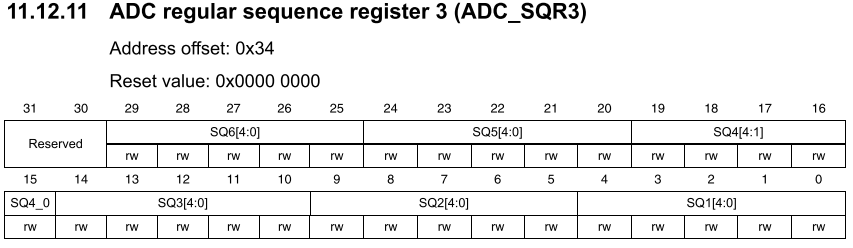 11.12.11 ADC regular sequence register 3 (ADC_SQR3)
Address offset: 0x34
Reset value: 0x0000 0000
31 30 29 28 27 26 25 24 23 22 21 20 19 18 17 16
Reserved SQ6[4:0] SQ5[4:0] SQ4[4:1]
rw rw rw rw rw rw rw rw rw rw rw rw rw rw
15 14 13 12 11 10 9 8 7 6 5 4 3 2 1 0
SQ4_0 SQ3[4:0] SQ2[4:0] SQ1[4:0]
rw rw rw rw rw rw rw rw rw rw rw rw rw rw rw rw